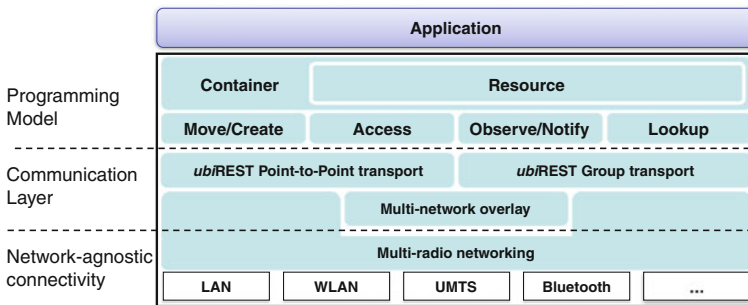 Application
Container
Resource
Programming
Model
Move/Create
Access
Observe/Notify
Lookup
Communication
Layer
ubiREST Point-to-Point transport
ubiREST Group transport
Multi-network overlay
Network-agnostic
connectivity
Multi-radio networking
LAN
WLAN
UMTS
Bluetooth
...